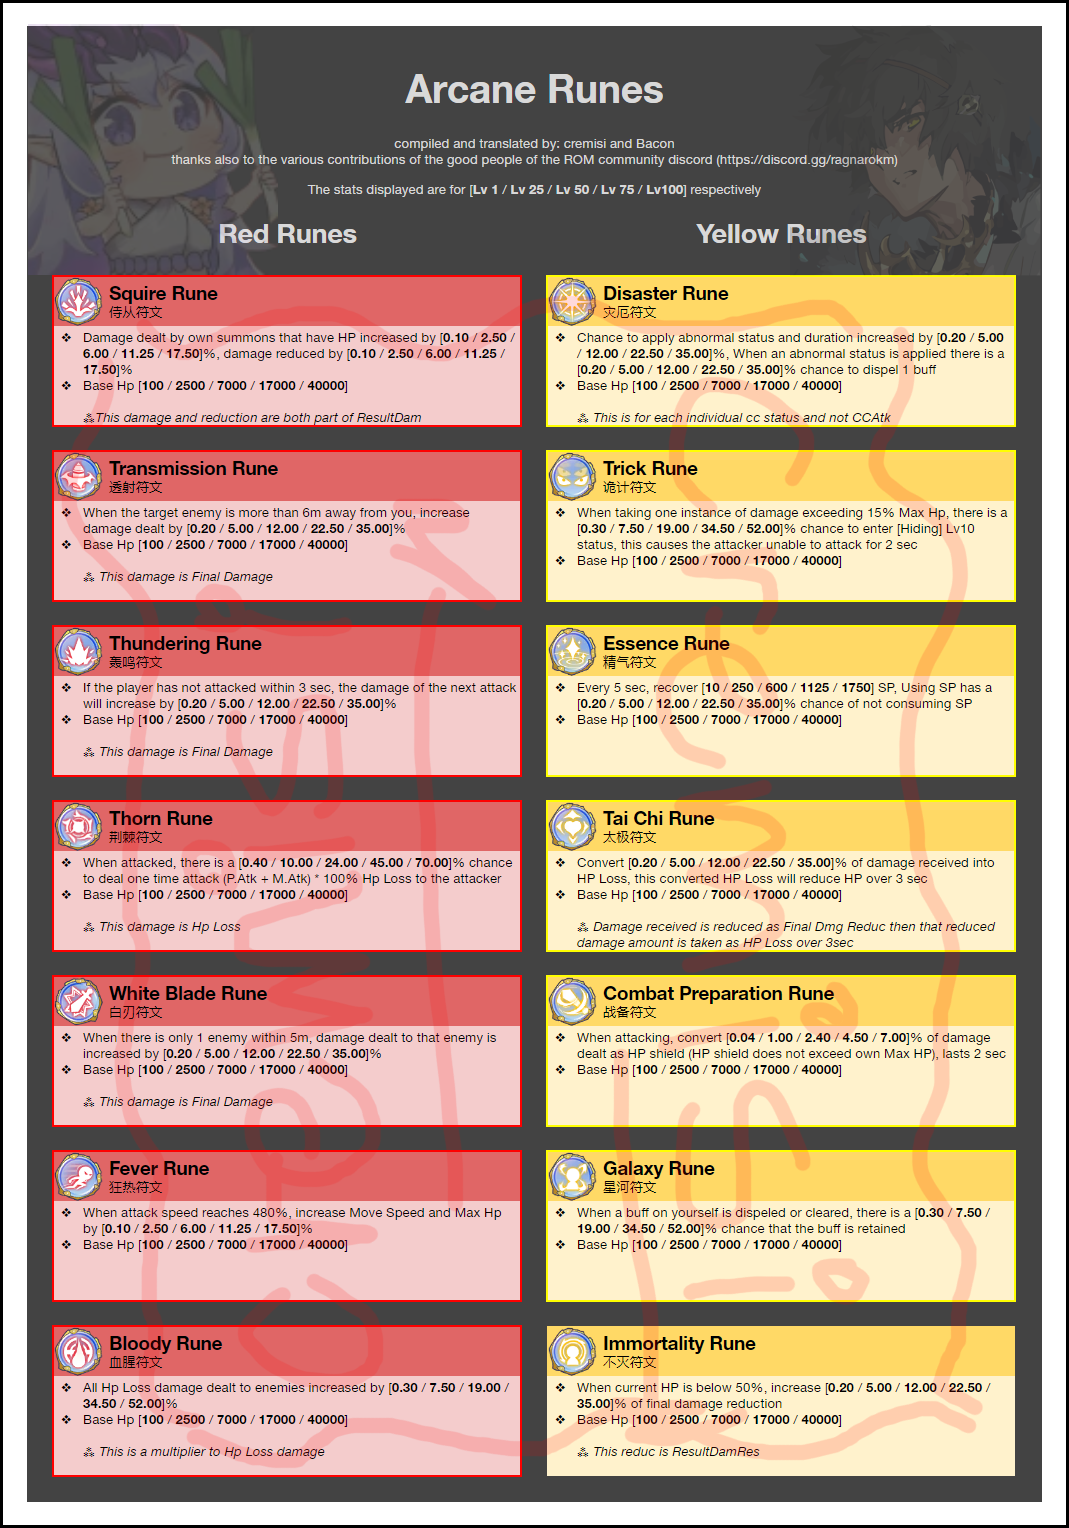 Arcane Runes
compiled and translated by: cremisi and Bacon
thanks also to the various contributions of the good people of the ROM community discord (https://discord.gg/ragnarokm)
The stats displayed are for [Lv 1 / Lv 25 / Lv 50 / Lv 75 / Lv100] respectively
Red Runes
Squire Rune
侍从符文
❖ Damage dealt by own summons that have HP increased by [0.10 / 2.50 /
6.00 / 11.25 / 17.50]%, damage reduced by [0.10 / 2.50 / 6.00 / 11.25 /
17.50]%
❖ Base Hp [100 / 2500 / 7000 / 17000 / 40000]
⁂This damage and reduction are both part of ResultDam
Transmission Rune
透射符文
❖ When the target enemy is more than 6m away from you, increase
damage dealt by [0.20 / 5.00 / 12.00 / 22.50 / 35.00]%
❖ Base Hp [100 / 2500 / 7000 / 17000 / 40000]
⁂ This damage is Final Damage
Thundering Rune
轰鸣符文
❖ If the player has not attacked within 3 sec, the damage of the next attack
will increase by [0.20 / 5.00 / 12.00 / 22.50 / 35.00]%
❖ Base Hp [100 / 2500 / 7000 / 17000 / 40000]
⁂ This damage is Final Damage
Thorn Rune
荆棘符文
❖ When attacked, there is a [0.40 / 10.00 / 24.00 / 45.00 / 70.00]% chance
to deal one time attack (P.Atk + M.Atk) * 100% Hp Loss to the attacker
❖ Base Hp [100 / 2500 / 7000 / 17000 / 40000]
⁂ This damage is Hp Loss
White Blade Rune
白刃符文
❖ When there is only 1 enemy within 5m, damage dealt to that enemy is
increased by [0.20 / 5.00 / 12.00 / 22.50 / 35.00]%
❖ Base Hp [100 / 2500 / 7000 / 17000 / 40000]
⁂ This damage is Final Damage
Fever Rune
狂热符文
❖ When attack speed reaches 480%, increase Move Speed and Max Hp
by [0.10 / 2.50 / 6.00 / 11.25 / 17.50]%
❖ Base Hp [100 / 2500 / 7000 / 17000 / 40000]
Bloody Rune
血腥符文
❖ All Hp Loss damage dealt to enemies increased by [0.30 / 7.50 / 19.00 /
34.50 / 52.00]%
❖ Base Hp [100 / 2500 / 7000 / 17000 / 40000]
⁂ This is a multiplier to Hp Loss damage
Yellow Runes
Disaster Rune
灾厄符文
❖ Chance to apply abnormal status and duration increased by [0.20 / 5.00
/ 12.00 / 22.50 / 35.00]%, When an abnormal status is applied there is a
[0.20 / 5.00 / 12.00 / 22.50 / 35.00]% chance to dispel 1 buff
❖ Base Hp [100 / 2500 / 7000 / 17000 / 40000]
⁂ This is for each individual cc status and not CCAtk
Trick Rune
诡计符文
❖ When taking one instance of damage exceeding 15% Max Hp, there is a
[0.30 / 7.50 / 19.00 / 34.50 / 52.00]% chance to enter [Hiding] Lv10
status, this causes the attacker unable to attack for 2 sec
❖ Base Hp [100 / 2500 / 7000 / 17000 / 40000]
Essence Rune
精气符文
❖ Every 5 sec, recover [10 / 250 / 600 / 1125 / 1750] SP, Using SP has a
[0.20 / 5.00 / 12.00 / 22.50 / 35.00]% chance of not consuming SP
❖ Base Hp [100 / 2500 / 7000 / 17000 / 40000]
Tai Chi Rune
太极符文
❖ Convert [0.20 / 5.00 / 12.00 / 22.50 / 35.00]% of damage received into
HP Loss, this converted HP Loss will reduce HP over 3 sec
❖ Base Hp [100 / 2500 / 7000 / 17000 / 40000]
⁂ Damage received is reduced as Final Dmg Reduc then that reduced
damage amount is taken as HP Loss over 3sec
Combat Preparation Rune
战备符文
❖ When attacking, convert [0.04 / 1.00 / 2.40 / 4.50 / 7.00]% of damage
dealt as HP shield (HP shield does not exceed own Max HP), lasts 2 sec
❖ Base Hp [100 / 2500 / 7000 / 17000 / 40000]
Galaxy Rune
星河符文
❖ When a buff on yourself is dispeled or cleared, there is a [0.30 / 7.50 /
19.00 / 34.50 / 52.00]% chance that the buff is retained
❖ Base Hp [100 / 2500 / 7000 / 17000 / 40000]
Immortality Rune
不灭符文
❖ When current HP is below 50%, increase [0.20 / 5.00 / 12.00 / 22.50 /
35.00]% of final damage reduction
❖ Base Hp [100 / 2500 / 7000 / 17000 / 40000]
⁂ This reduc is ResultDamRes